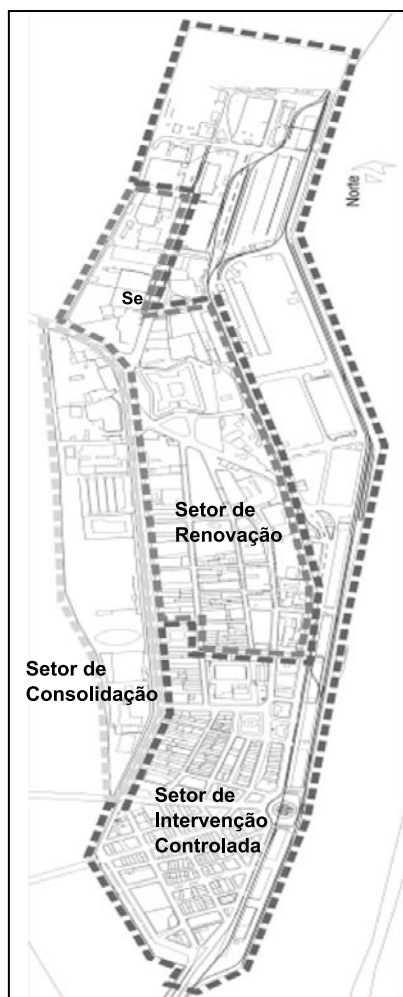 Norte
Se
Setor de
Renovação
Setor de
Consolidação
Setor de
Intervenção
Controlada